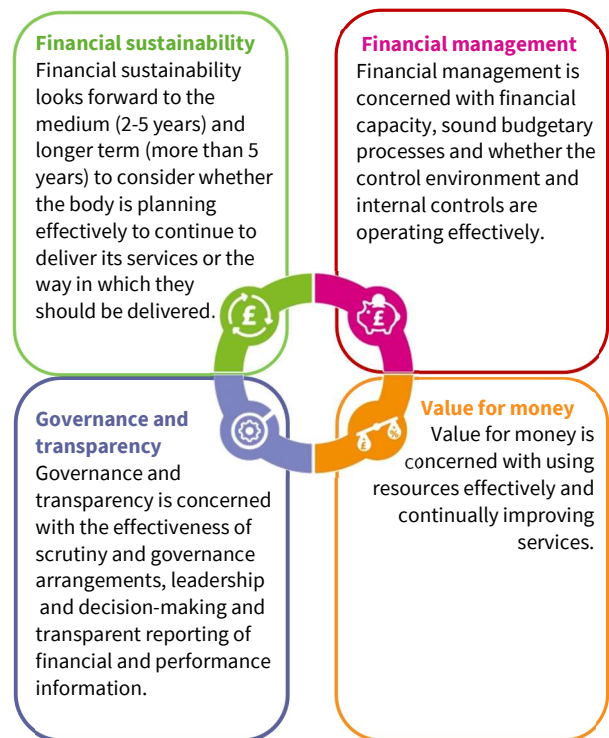 Financial sustainability
Financial sustainability
looks forward to the
medium (2-5 years) and
longer term (more than 5
years) to consider whether
the body is planning
effectively to continue to
deliver its services or the
way in which they
should be delivered.
£
Financial management
Financial management is
concerned with financial
capacity, sound budgetary
processes and whether the
control environment and
internal controls are
operating effectively.
£
Governance and
transparency
Governance and
transparency is concerned
with the effectiveness of
scrutiny and governance
arrangements, leadership
and decision-making and
transparent reporting of
financial and performance
information.
Value for money
Value for money is
concerned with using
resources effectively and
continually improving
services.
£ %